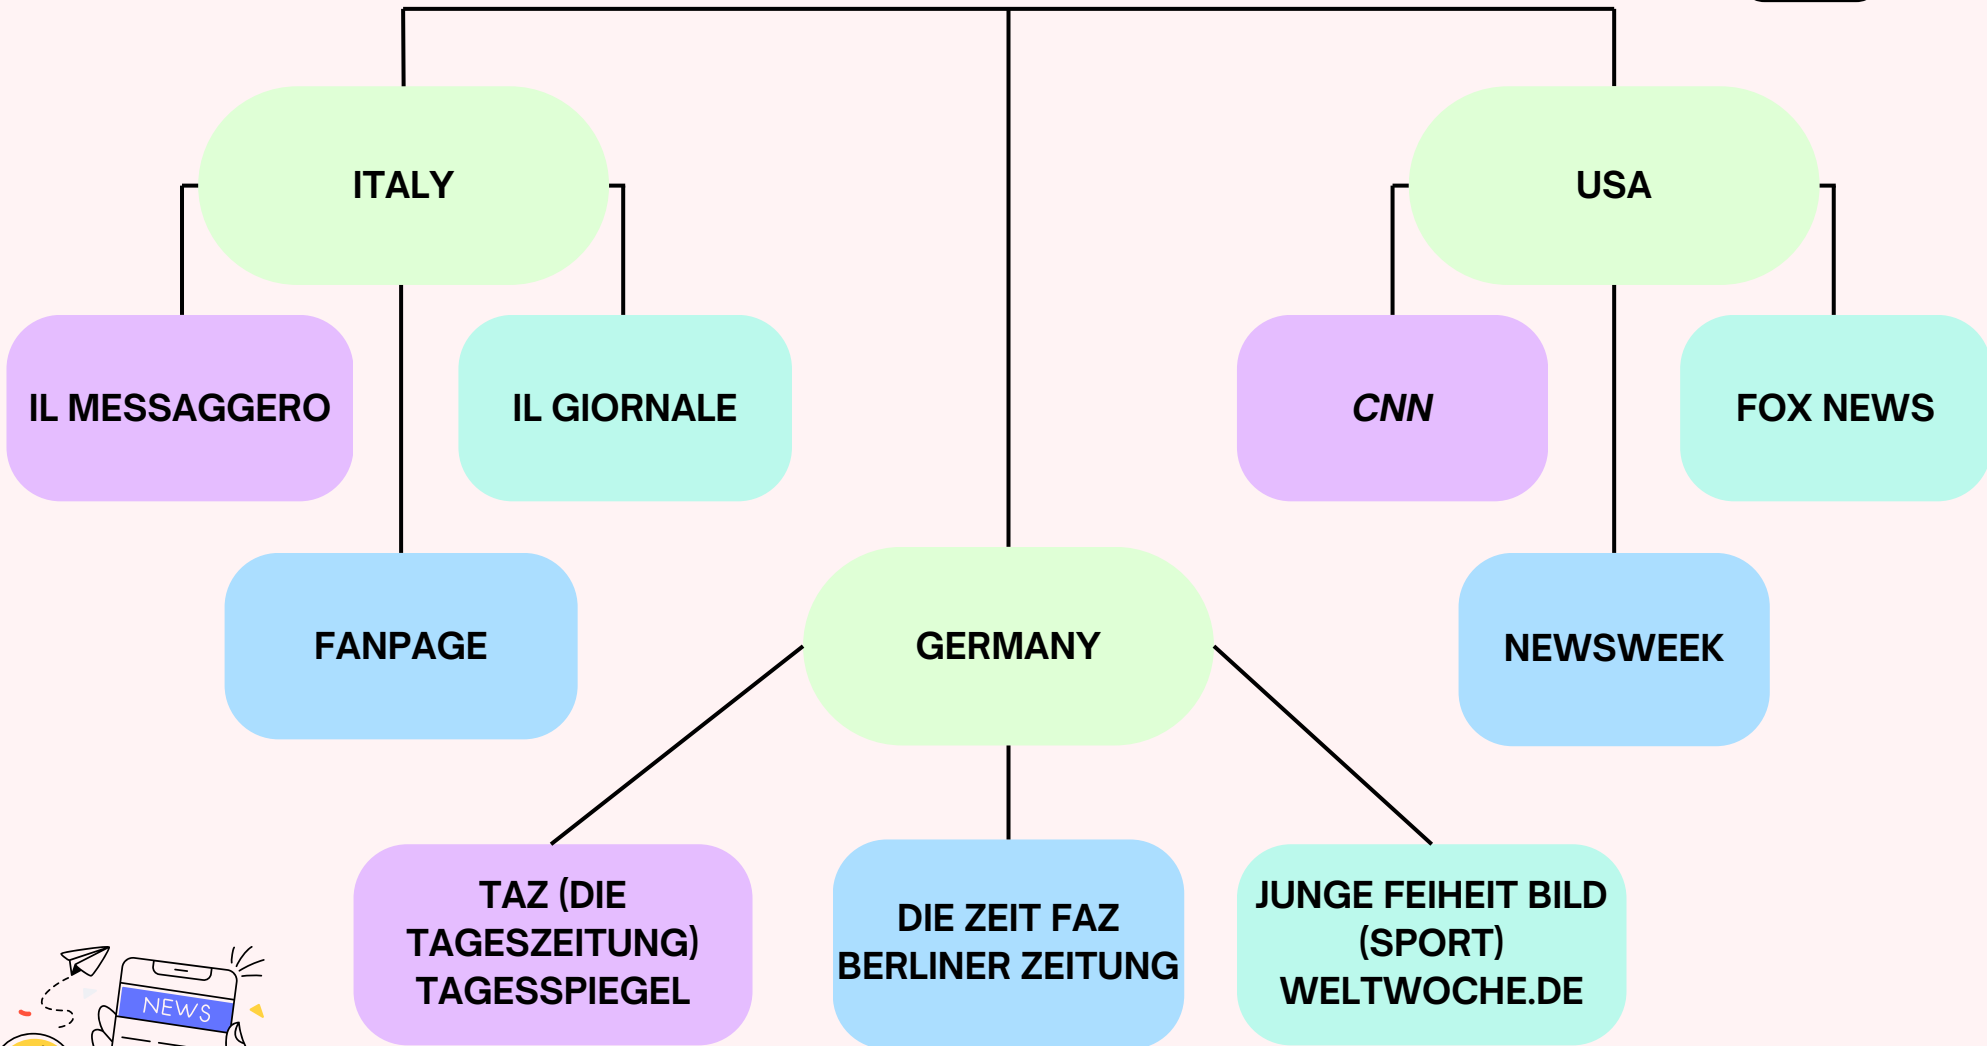 ITALY
USA
IL MESSAGGERO
IL GIORNALE
CNN
FOX NEWS
FANPAGE
GERMANY
NEWSWEEK
TAZ (DIE
TAGESZEITUNG)
TAGESSPIEGEL
DIE ZEIT FAZ
BERLINER ZEITUNG
JUNGE FEIHEIT BILD
(SPORT)
WELTWOCHE.DE
NEWS